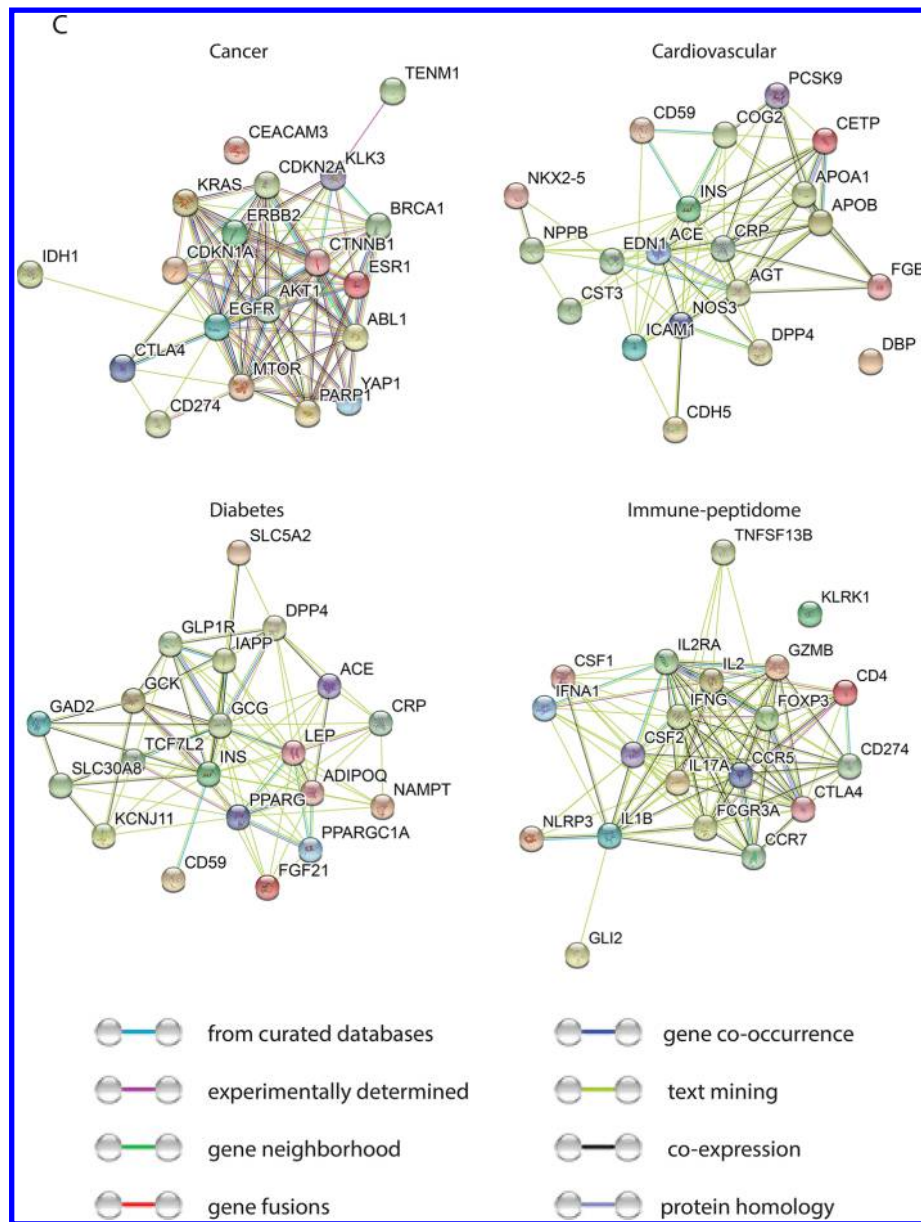 C
Cancer
TENM1
CEACAM3
CDKN2A
KLK3
KRAS
ERBB2
BRCA1
CDKN1A
CTNNB1
IDH1
ESR1
AKT1
EGFR
ABL1
CTLA4
MTOR
YAP1
PARP1
CD274
Cardiovascular
PCSK9
CD59
COG2
CETP
NKX2-5
INS
APOA1
APOB
NPPB
EDN1
ACE
CRP
AGT
FGB
CST3
NOS3
ICAM1
DPP4
DBP
CDH5
Diabetes
SLC5A2
DPP4
GLP1R
IAPP
ACE
GCK
GAD2
GCG
CRP
TCF7L2
LEP
INS
SLC30A8
ADIPOQ
NAMPT
PPARG
KCNJ11
PPARGC1A
CD59
FGF21
Immune-peptidome
TNFSF13B
KLRK1
IL2RA
GZMB
CSF1
IL2
CD4
IFNA1
IFNG
FOXP3
CSF2
CD274
IL17A
CCR5
CTLA4
FCGR3A
NLRP3
IL1B
CCR7
GLI2
from curated databases
gene co-occurrence
experimentally determined
text mining
gene neighborhood
co-expression
gene fusions
protein homology